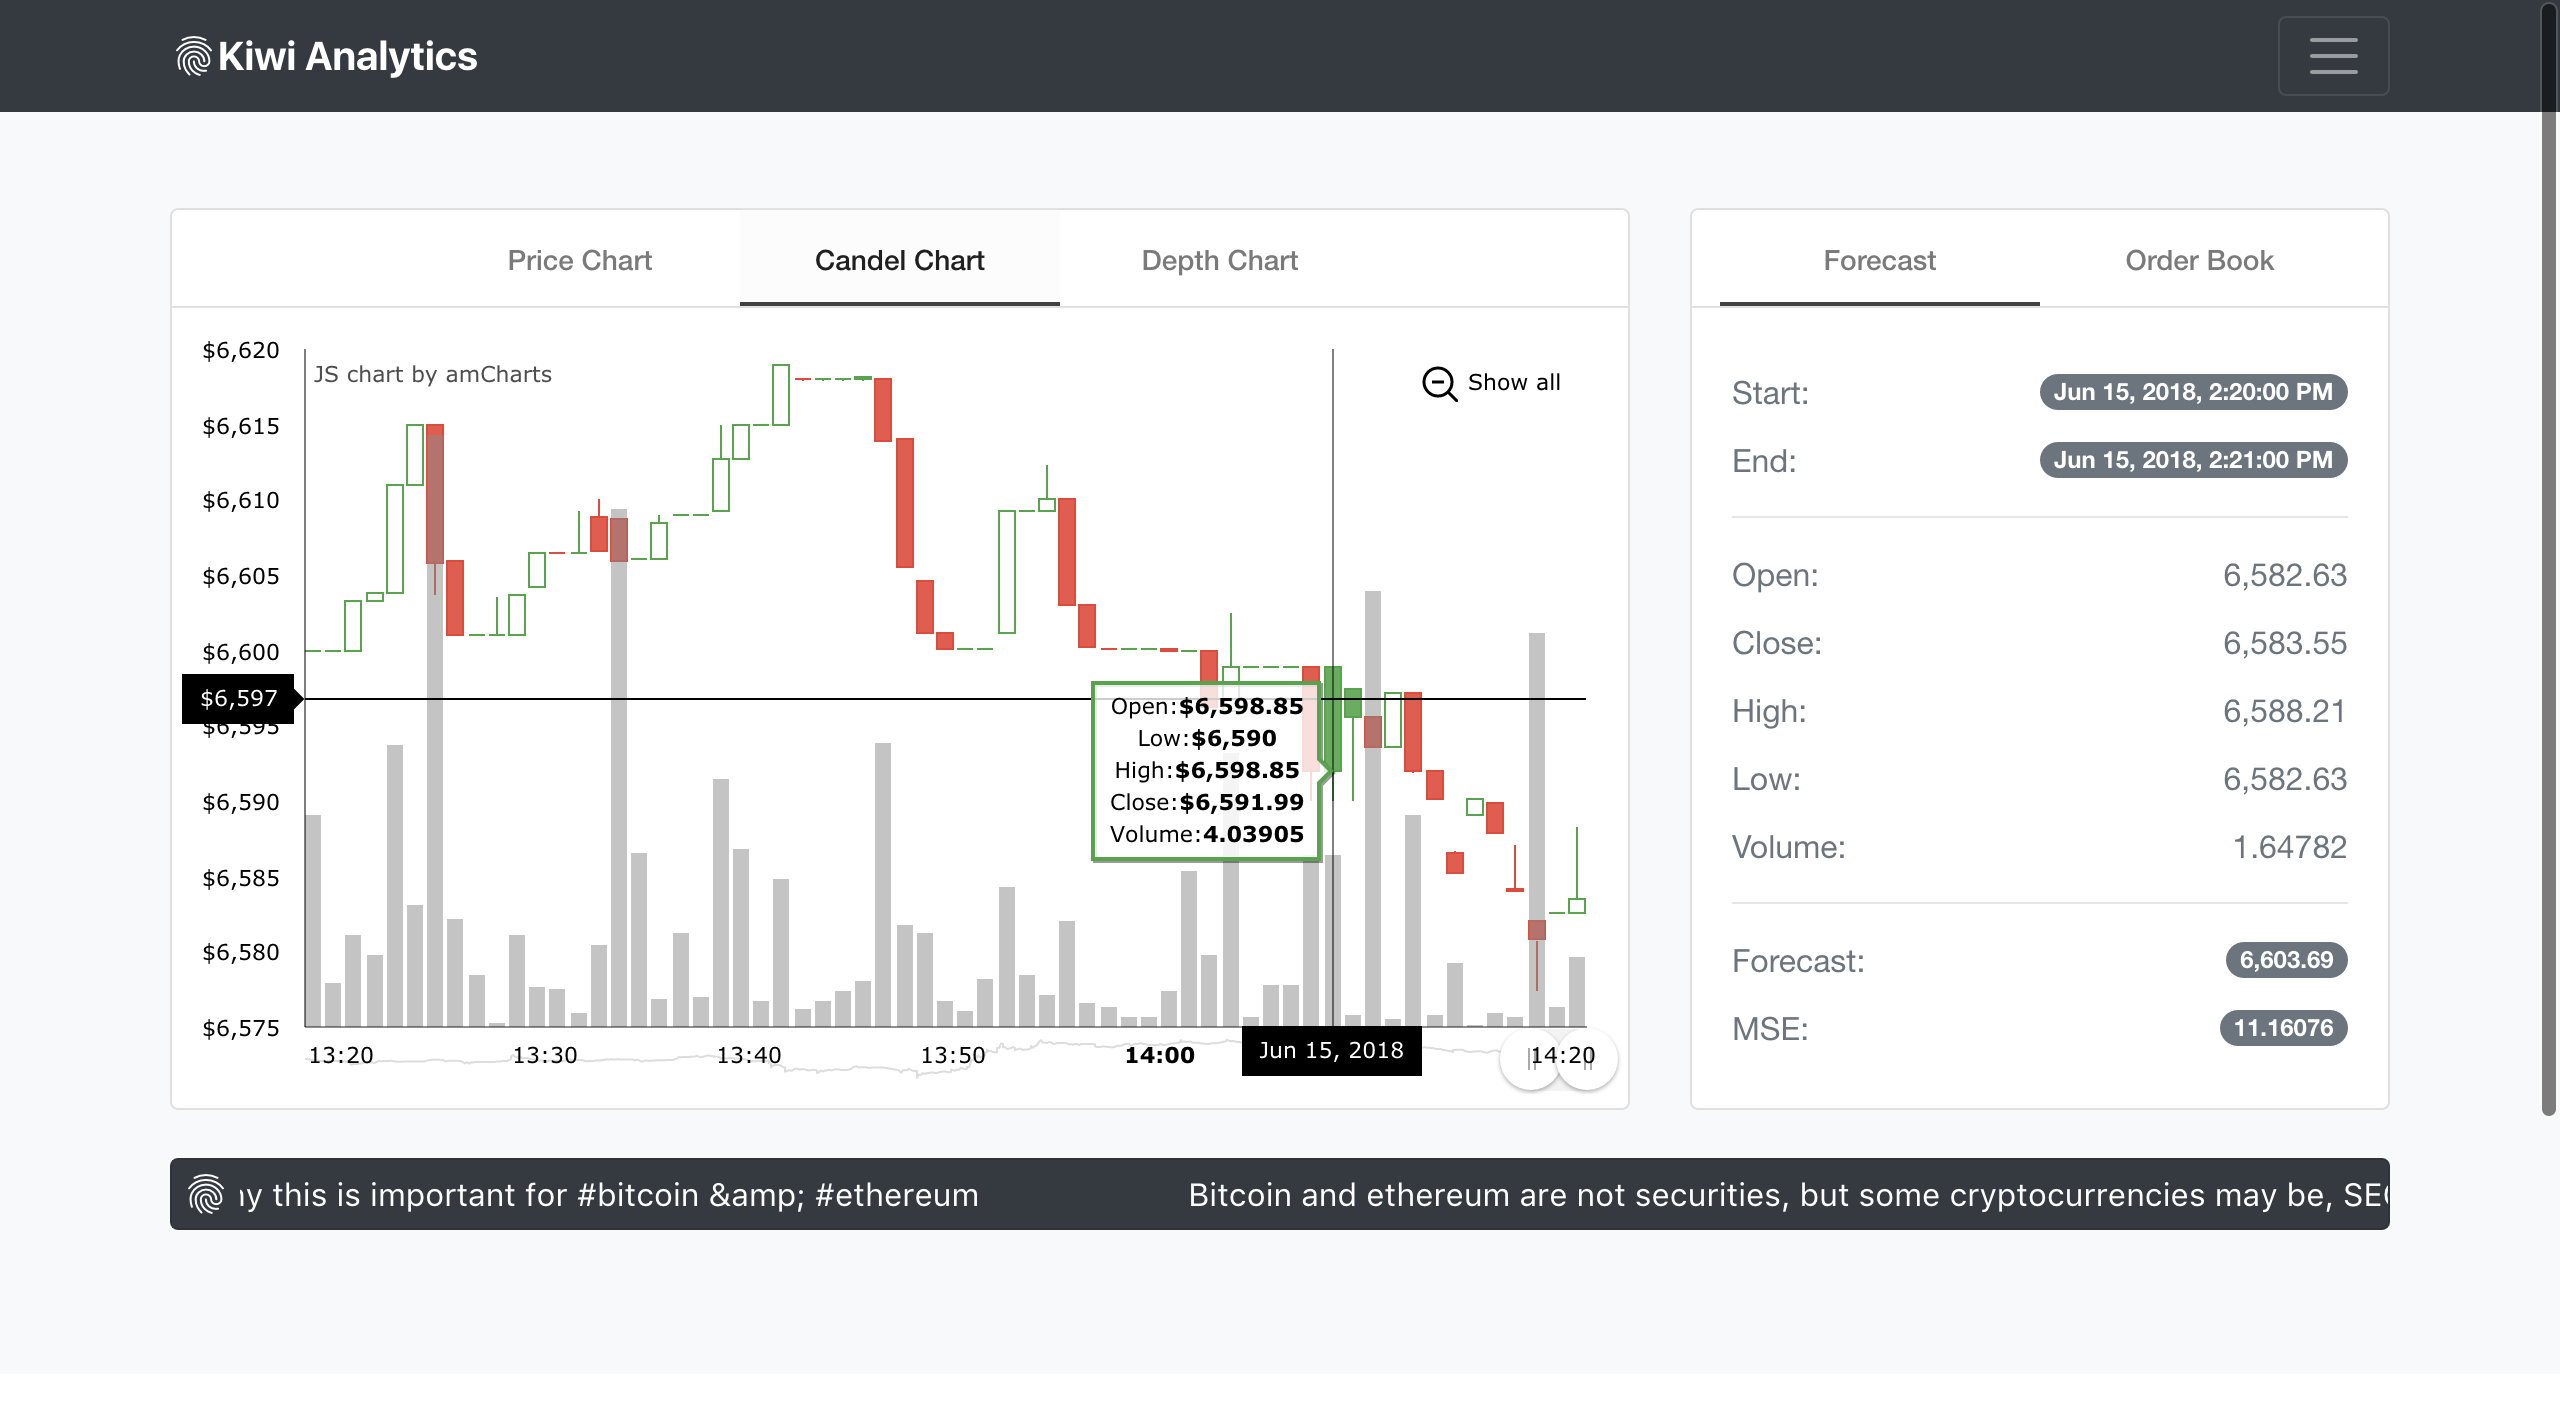 Kiwi Analytics
Price Chart
Candel Chart
Depth Chart
$6,620
$6,615
$6,610
$6,605
$6,600
$6,597
$6,595
$6,590
$6,585
$6,580
$6,575
JS chart by amCharts
Show all
Open:$6,598.85
Low:$6,590
High:$6,598.85
Close:$6,591.99
Volume:4.03905
13:20
13:30
13:40
13:50
14:00
Jun 15, 2018
14:20
Forecast
Order Book
Start: Jun 15, 2018, 2:20:00 PM
End: Jun 15, 2018, 2:21:00 PM
Open: 6,582.63
Close: 6,583.55
High: 6,588.21
Low: 6,582.63
Volume: 1.64782
Forecast: 6,603.69
MSE: 11.16076
this is important for #bitcoin &amp; #ethereum
Bitcoin and ethereum are not securities, but some cryptocurrencies may be,